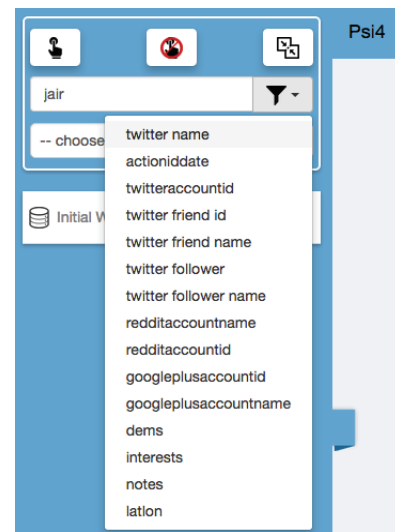 Psi4
jair
-- choose
twitter name
actioniddate
twitteraccountid
twitter friend id
Initial W
twitter friend name
twitter follower
twitter follower name
redditaccountname
redditaccountid
googleplusaccountid
googleplusaccountname
dems
interests
notes
latlon